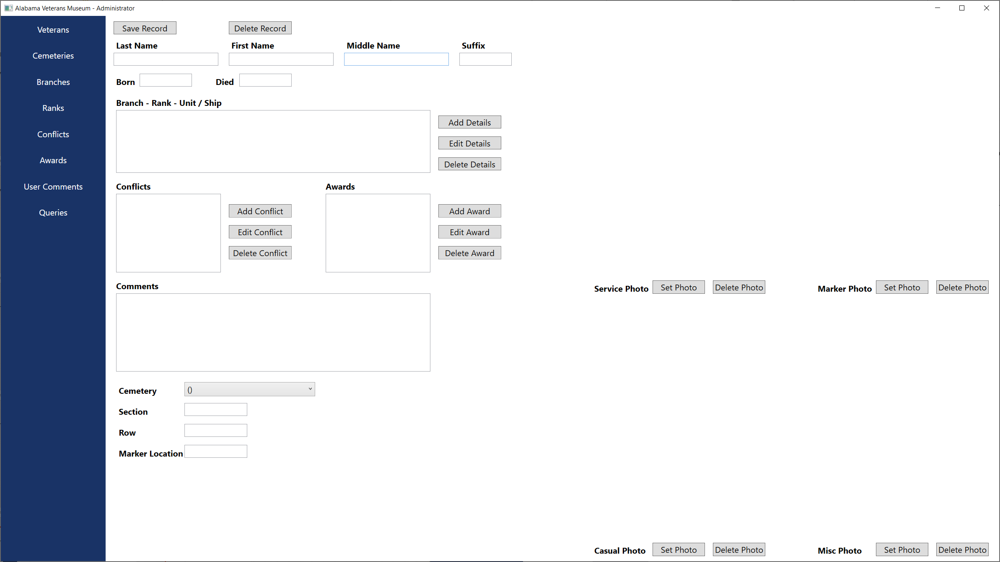 Alabama Veterans Museum - Administrator
Veterans
Cemeteries
Branches
Ranks
Conflicts
Awards
User Comments
Queries
Save Record Delete Record
Last Name First Name Middle Name Suffix
Born Died
Branch - Rank - Unit / Ship
Add Details
Edit Details
Delete Details
Conflicts Awards
Add Conflict Add Award
Edit Conflict Edit Award
Delete Conflict Delete Award
Comments
Service Photo Set Photo Delete Photo Marker Photo Set Photo Delete Photo
Cemetery ()
Section
Row
Marker Location
Casual Photo Set Photo Delete Photo Misc Photo Set Photo Delete Photo